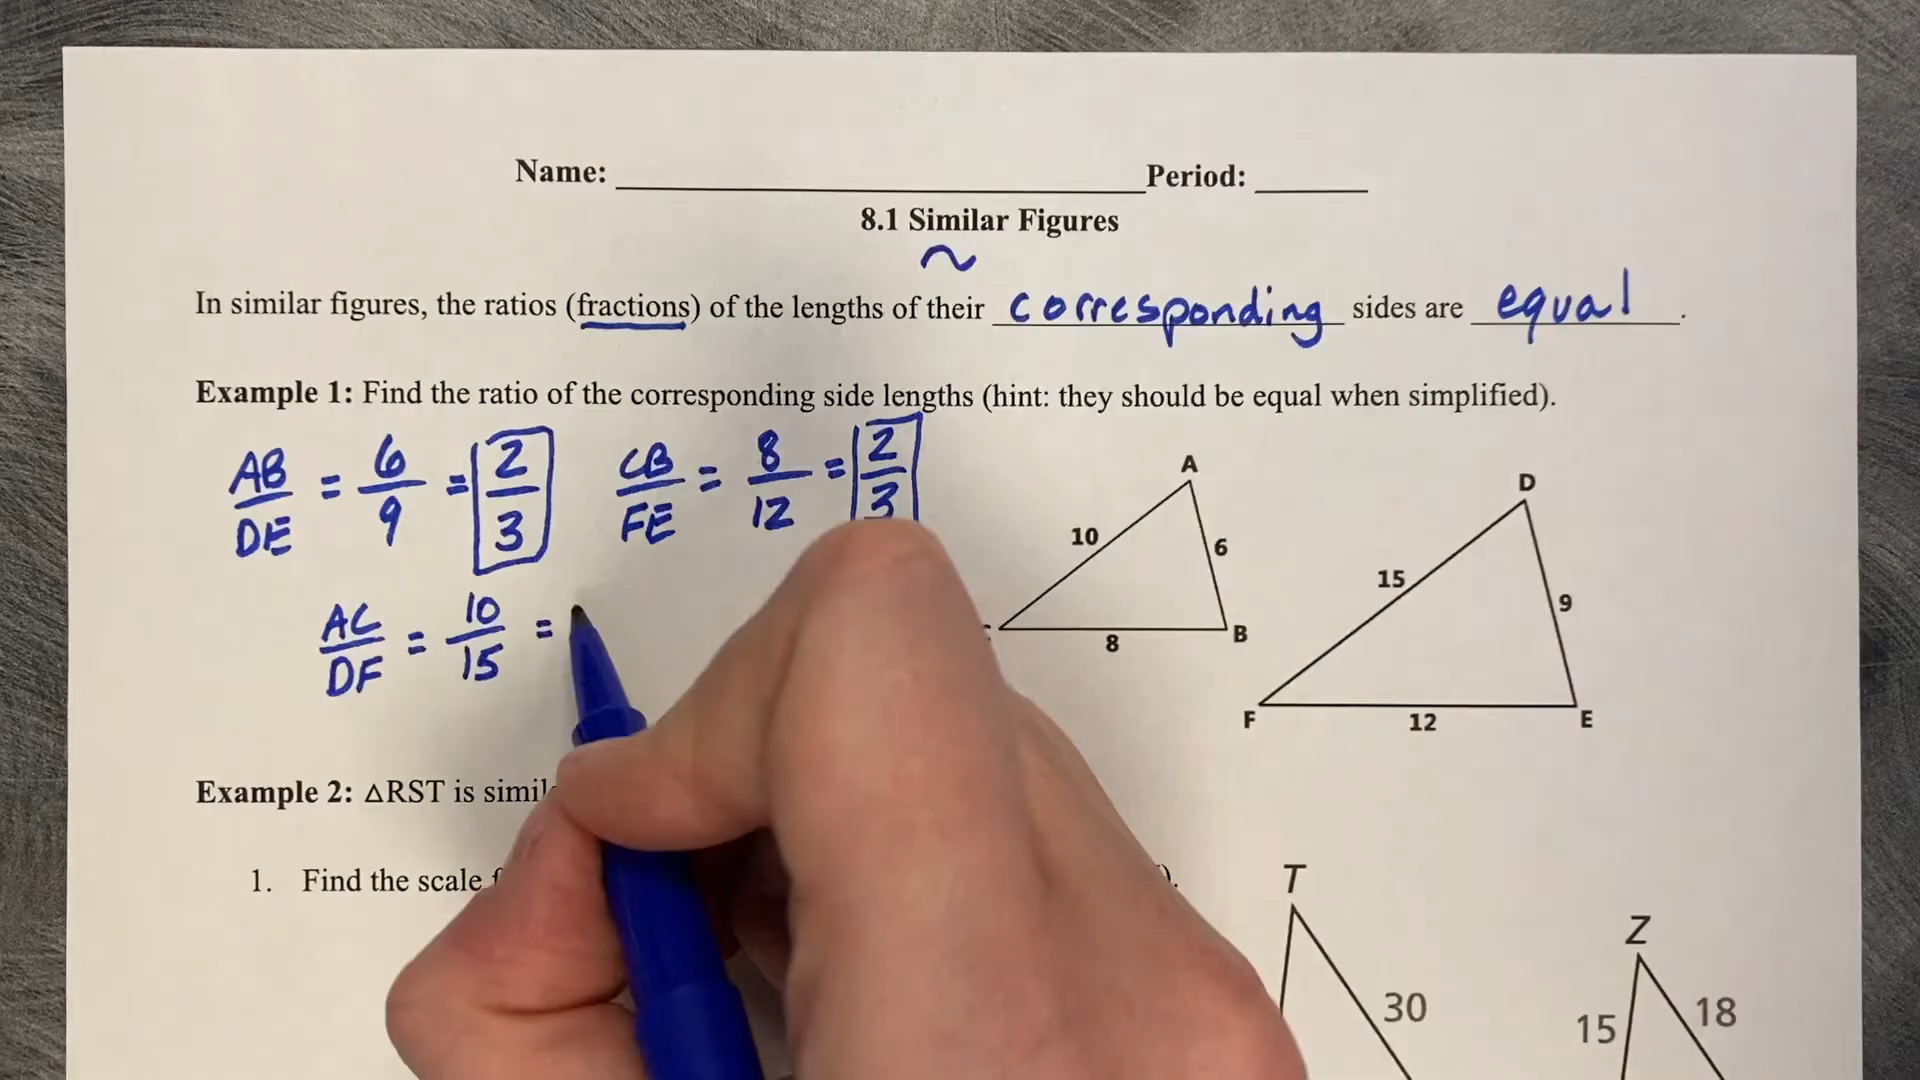 Name: Period:
8.1 Similar Figures
~
In similar figures, the ratios (fractions) of the lengths of their corresponding sides are equal.
Example 1: Find the ratio of the corresponding side lengths (hint: they should be equal when simplified).
AB/DE = 6/9 = 2/3 CB/FE = 8/12 = 2/3
AC/DF = 10/15 =
A
10 6
B
8
D
15 9
F E
12
Example 2: △RST is
1. Find the scale
T
30
Z
15 18